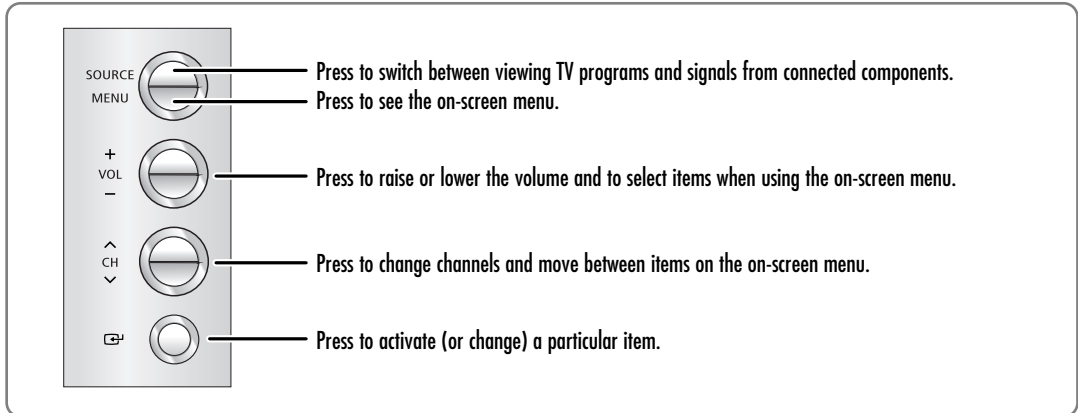 SOURCE
MENU
Press to switch between viewing TV programs and signals from connected components.
Press to see the on-screen menu.
+
VOL
−
Press to raise or lower the volume and to select items when using the on-screen menu.
CH
Press to change channels and move between items on the on-screen menu.
Press to activate (or change) a particular item.